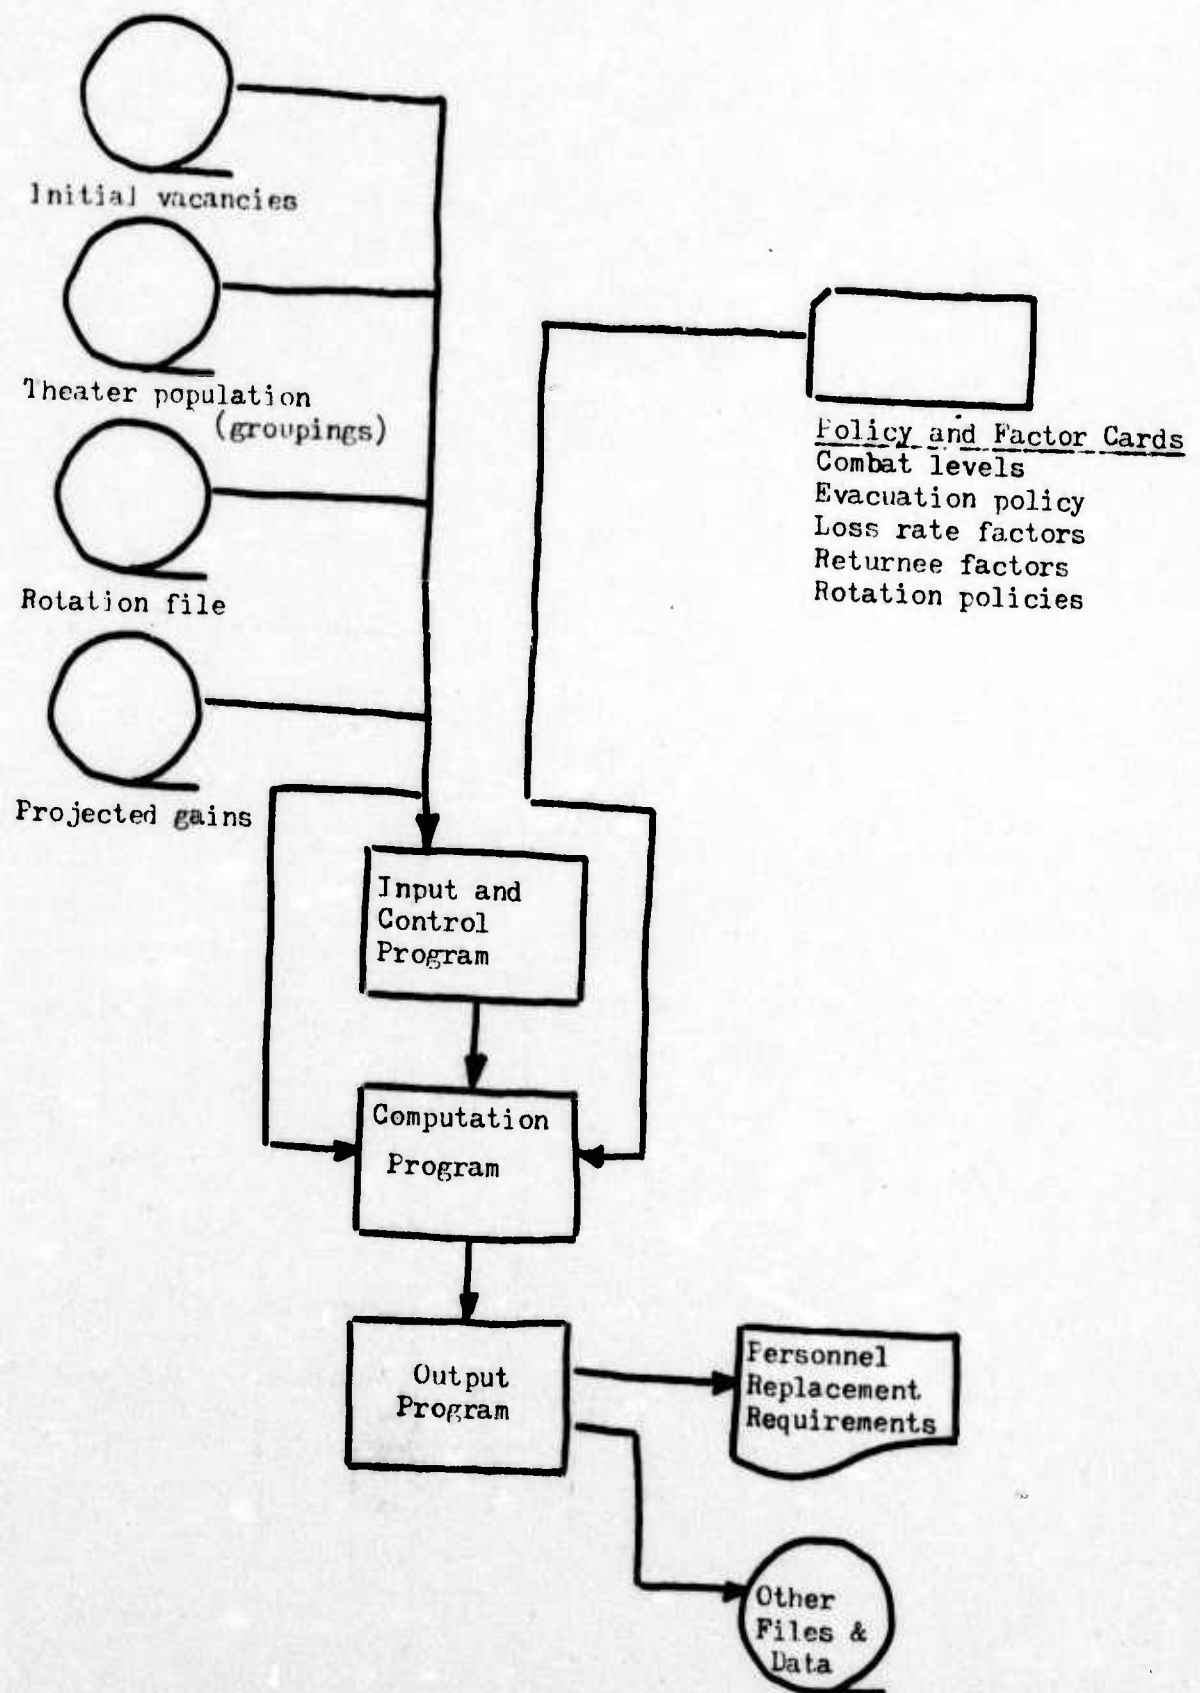 Initial vacancies
Theater population
(groupings)
Rotation file
Projected gains
Policy and Factor Cards
Combat levels
Evacuation policy
Loss rate factors
Returnee factors
Rotation policies
Input and
Control
Program
Computation
Program
Output
Program
Personnel
Replacement
Requirements
Other
Files &
Data